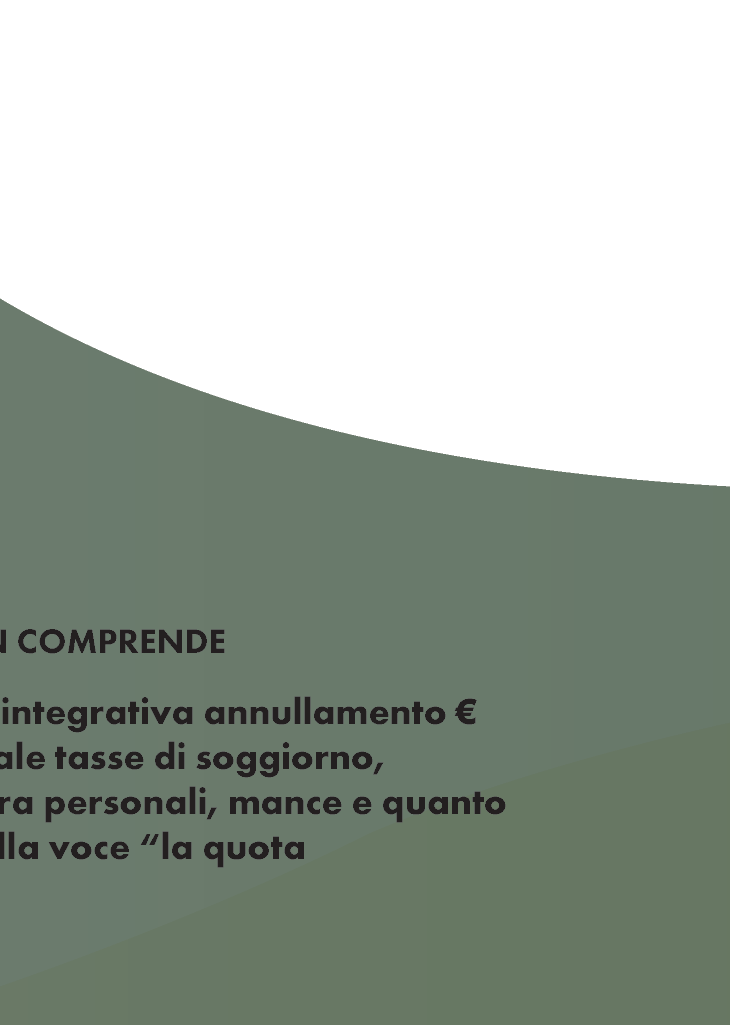 N COMPRENDE
integrativa annullamento €
ale tasse di soggiorno,
ra personali, mance e quanto
lla voce “la quota